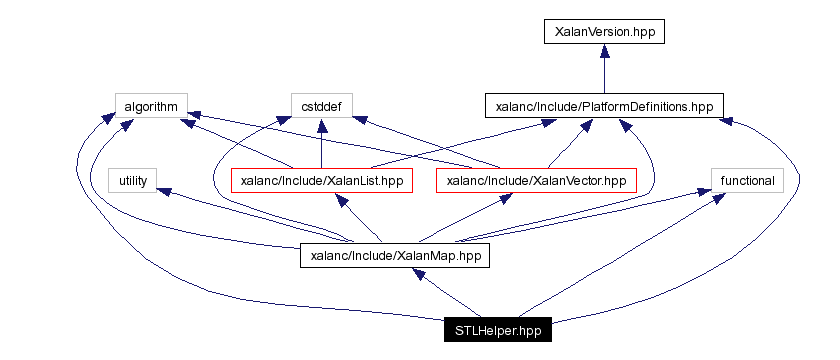 XalanVersion.hpp
algorithm
cstddef
xalanc/Include/PlatformDefinitions.hpp
utility
xalanc/Include/XalanList.hpp
xalanc/Include/XalanVector.hpp
functional
xalanc/Include/XalanMap.hpp
STLHelper.hpp